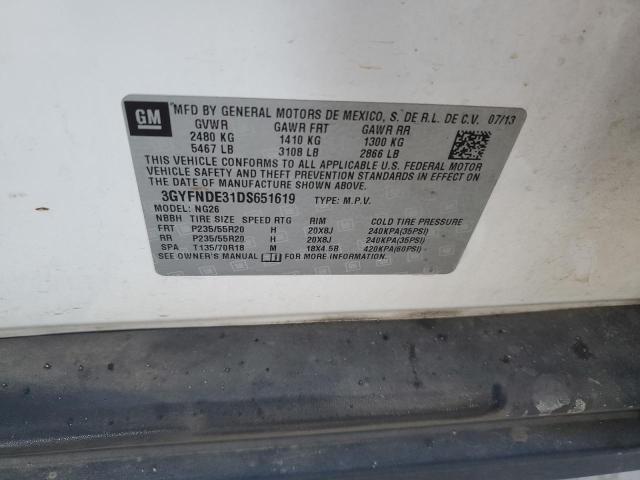 GM
MFD BY GENERAL MOTORS DE MEXICO, S. DE R.L. DE C.V. 07/13
GVWR GAWR FRT GAWR RR
2480 KG 1410 KG 1300 KG
5467 LB 3108 LB 2866 LB
THIS VEHICLE CONFORMS TO ALL APPLICABLE U.S. FEDERAL MOTOR
VEHICLE SAFETY AND THEFT PREVENTION STANDARDS IN EFFECT ON
THE DATE OF MANUFACTURE SHOWN ABOVE.
3GYFNDE31DS651619 TYPE: M.P.V.
MODEL: NG26
NBBH TIRE SIZE SPEED RTG RIM COLD TIRE PRESSURE
FRT P235/55R20 H 20X8J 240KPA(35PSI)
RR P235/55R20 H 20X8J 240KPA(35PSI)
SPA T135/70R18 M 18X4.5B 420KPA(60PSI)
SEE OWNER'S MANUAL FOR MORE INFORMATION.